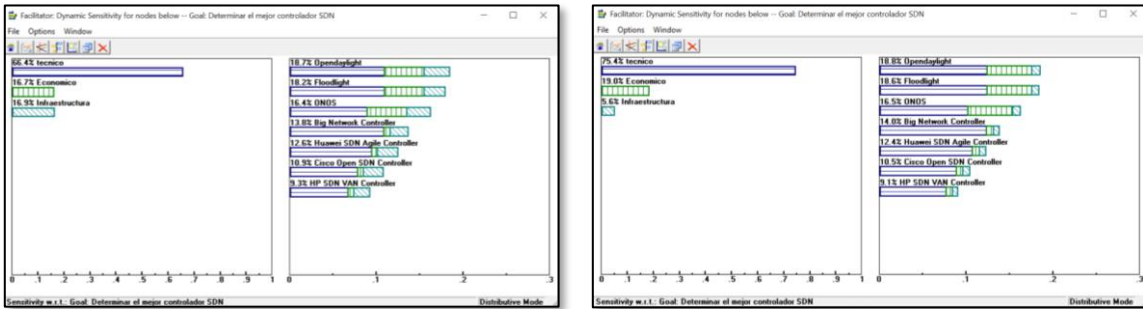 Facilitator: Dynamic Sensitivity for nodes below -- Goal: Determinar el mejor controlador SDN
File Options Window
66.4% tecnico
16.7% Economico
16.9% Infraestructura
0 .1 .2 .3 .4 .5 .6 .7 .8 .9 1
18.7% Opendaylight
18.2% Floodlight
16.4% ONOS
13.8% Big Network Controller
12.6% Huawei SDN Agile Controller
10.9% Cisco Open SDN Controller
9.3% HP SDN VAN Controller
0 .1 .2 .3
Sensitivity w.r.t.: Goal: Determinar el mejor controlador SDN
Distributive Mode
Facilitator: Dynamic Sensitivity for nodes below -- Goal: Determinar el mejor controlador SDN
File Options Window
75.4% tecnico
19.0% Economico
5.6% Infaestructura
0 .1 .2 .3 .4 .5 .6 .7 .8 .9 1
18.8% Opendaylight
18.6% Floodlight
16.5% ONOS
14.0% Big Network Controller
12.4% Huawei SDN Agile Controller
10.5% Cisco Open SDN Controller
9.1% HP SDN VAN Controller
0 .1 .2 .3
Sensitivity w.r.t.: Goal: Determinar el mejor controlador SDN
Distributive Mode